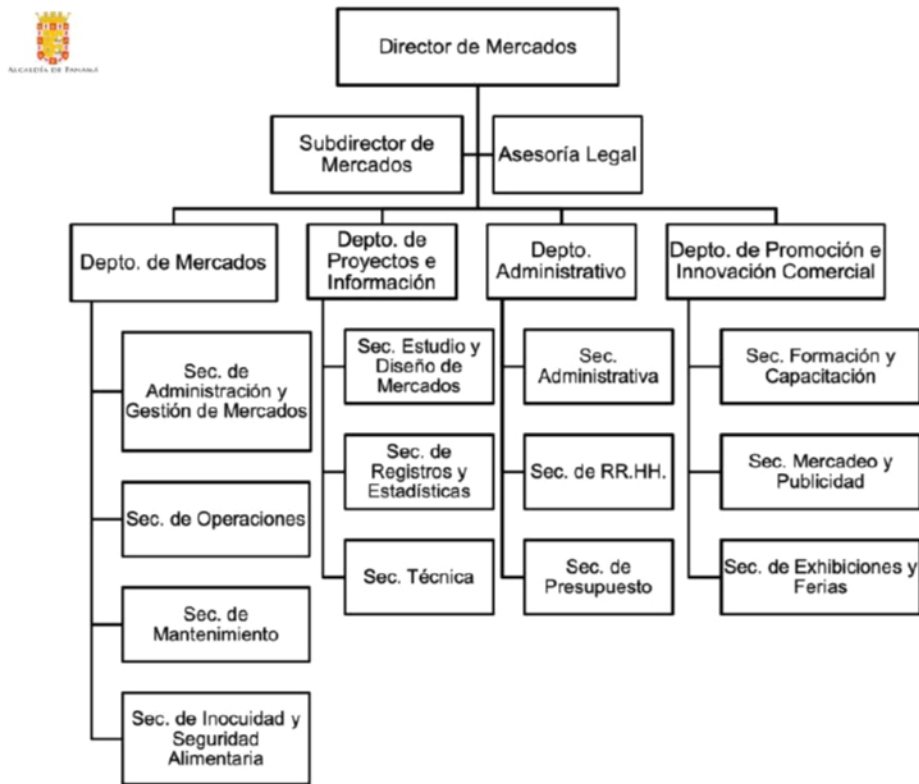 ALCALDÍA DE PANAMÁ
Director de Mercados
Subdirector de
Mercados
Asesoría Legal
Depto. de Mercados
Sec. de
Administración y
Gestión de Mercados
Sec. de Operaciones
Sec. de
Mantenimiento
Sec. de Inocuidad y
Seguridad
Alimentaria
Depto. de
Proyectos e
Información
Sec. Estudio y
Diseño de
Mercados
Sec. de
Registros y
Estadísticas
Sec. Técnica
Depto.
Administrativo
Sec.
Administrativa
Sec. de RR.HH.
Sec. de
Presupuesto
Depto. de Promoción e
Innovación Comercial
Sec. Formación y
Capacitación
Sec. Mercadeo y
Publicidad
Sec. de Exhibiciones y
Ferias